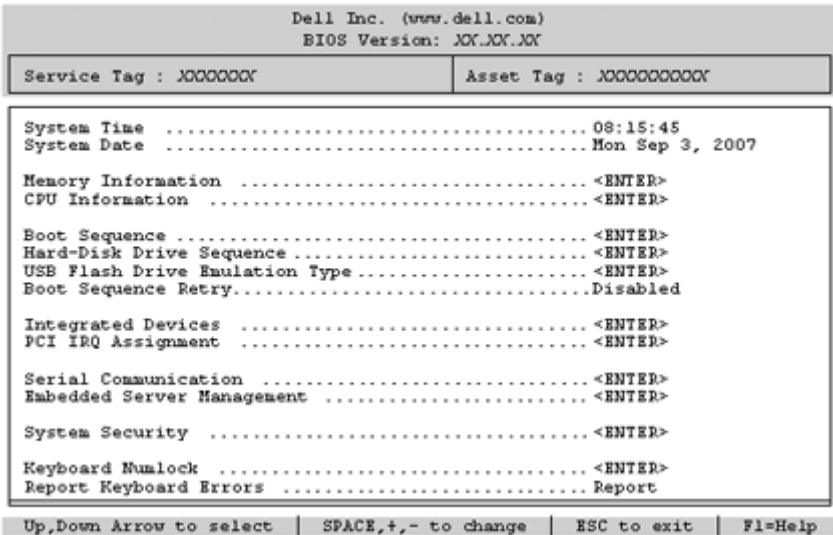 Dell Inc. (www.dell.com)
BIOS Version: XX.XX.XX
Service Tag : XXXXXXX    Asset Tag : XXXXXXXXXX
System Time ........................................ 08:15:45
System Date ........................................ Mon Sep 3, 2007
Memory Information ................................. <ENTER>
CPU Information .................................... <ENTER>
Boot Sequence ....................................... <ENTER>
Hard-Disk Drive Sequence ............................ <ENTER>
USB Flash Drive Emulation Type ...................... <ENTER>
Boot Sequence Retry.................................. Disabled
Integrated Devices ................................. <ENTER>
PCI IRQ Assignment ................................. <ENTER>
Serial Communication ............................... <ENTER>
Embedded Server Management ......................... <ENTER>
System Security .................................... <ENTER>
Keyboard Numlock ................................... <ENTER>
Report Keyboard Errors ............................. Report
Up,Down Arrow to select    SPACE,+,- to change    ESC to exit    F1=Help